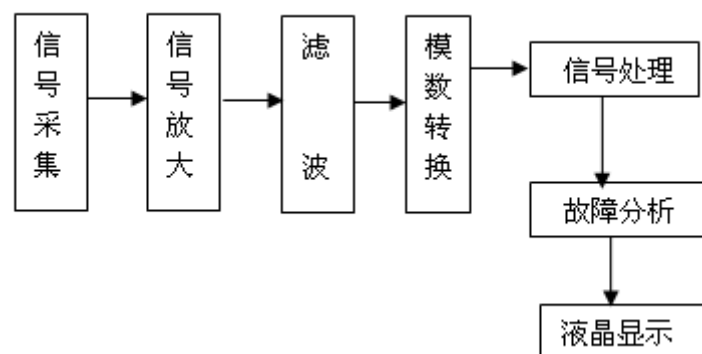 信号采集
信号放大
滤波
模数转换
信号处理
故障分析
液晶显示